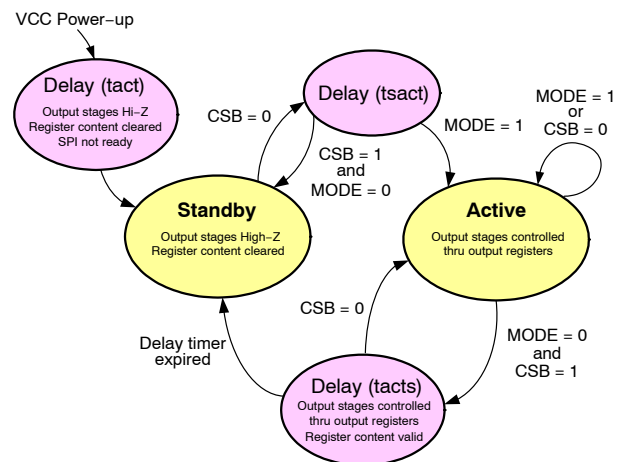 VCC Power-up
Delay (tact)
Output stages Hi-Z
Register content cleared
SPI not ready
CSB = 0
Delay (tsact)
MODE = 1
CSB = 1
and
MODE = 0
MODE = 1
or
CSB = 0
Standby
Output stages High-Z
Register content cleared
Active
Output stages controlled
thru output registers
Delay timer
expired
CSB = 0
MODE = 0
and
CSB = 1
Delay (tacts)
Output stages controlled
thru output registers
Register content valid